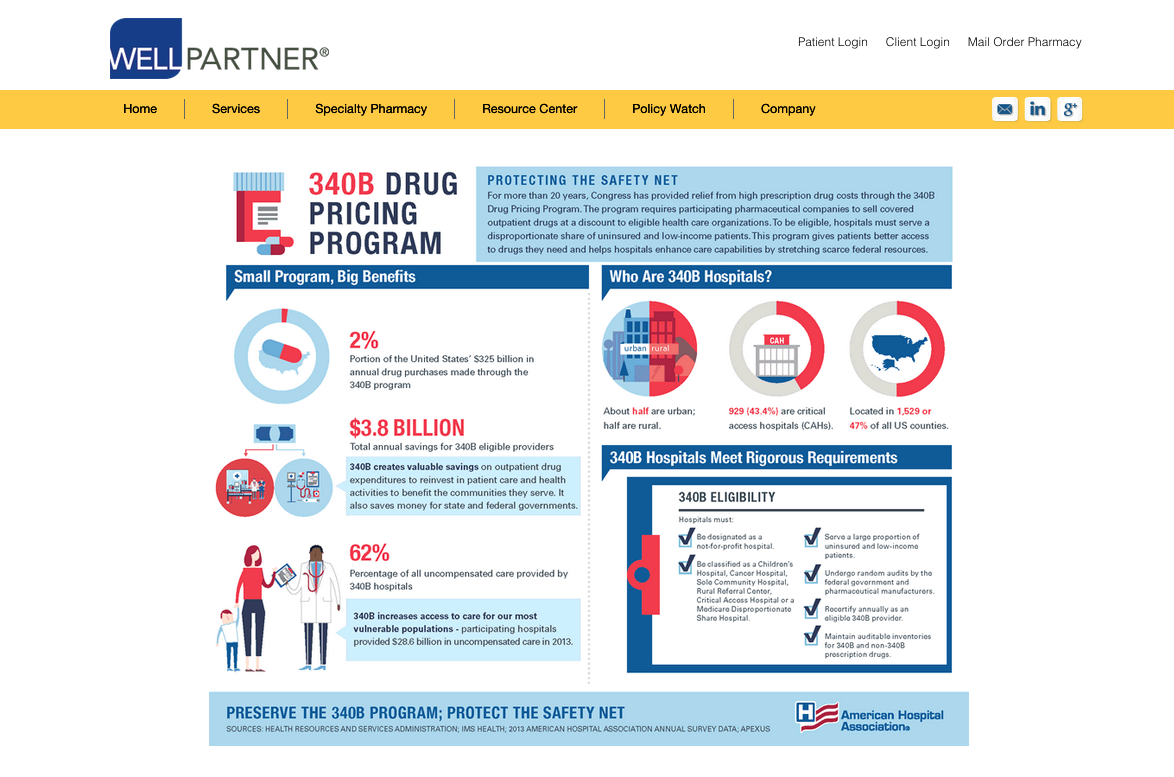 WELLPARTNER®
Patient Login
Client Login
Mail Order Pharmacy
Home
Services
Specialty Pharmacy
Resource Center
Policy Watch
Company
in
g+
340B DRUG
PRICING
PROGRAM
PROTECTING THE SAFETY NET
For more than 20 years, Congress has provided relief from high prescription drug costs through the 340B
Drug Pricing Program. The program requires participating pharmaceutical companies to sell covered
outpatient drugs at a discount to eligible health care organizations. To be eligible, hospitals must serve a
disproportionate share of uninsured and low-income patients. This program gives patients better access
to drugs they need and helps hospitals enhance care capabilities by stretching scarce federal resources.
Small Program, Big Benefits
2%
Portion of the United States' $325 billion in
annual drug purchases made through the
340B program
$3.8 BILLION
Total annual savings for 340B eligible providers
340B creates valuable savings on outpatient drug
expenditures to reinvest in patient care and health
activities to benefit the communities they serve. It
also saves money for state and federal governments.
62%
Percentage of all uncompensated care provided by
340B hospitals
340B increases access to care for our most
vulnerable populations - participating hospitals
provided $28.6 billion in uncompensated care in 2013.
Who Are 340B Hospitals?
urban rural
About half are urban;
half are rural.
CAH
929 (43.4%) are critical
access hospitals (CAHs).
Located in 1,529 or
47% of all US counties.
340B Hospitals Meet Rigorous Requirements
340B ELIGIBILITY
Hospitals must:
Be designated as a
not-for-profit hospital.
Be classified as a Children's
Hospital, Cancer Hospital,
Sole Community Hospital,
Rural Referral Center,
Critical Access Hospital or a
Medicare Disproportionate
Share Hospital.
Serve a large proportion of
uninsured and low-income
patients.
Undergo random audits by the
federal government and
pharmaceutical manufacturers.
Recertify annually as an
eligible 340B provider.
Maintain auditable inventories
for 340B and non-340B
prescription drugs.
PRESERVE THE 340B PROGRAM; PROTECT THE SAFETY NET
SOURCES: HEALTH RESOURCES AND SERVICES ADMINISTRATION; IMS HEALTH; 2013 AMERICAN HOSPITAL ASSOCIATION ANNUAL SURVEY DATA; APEXUS
H
American Hospital
Association®